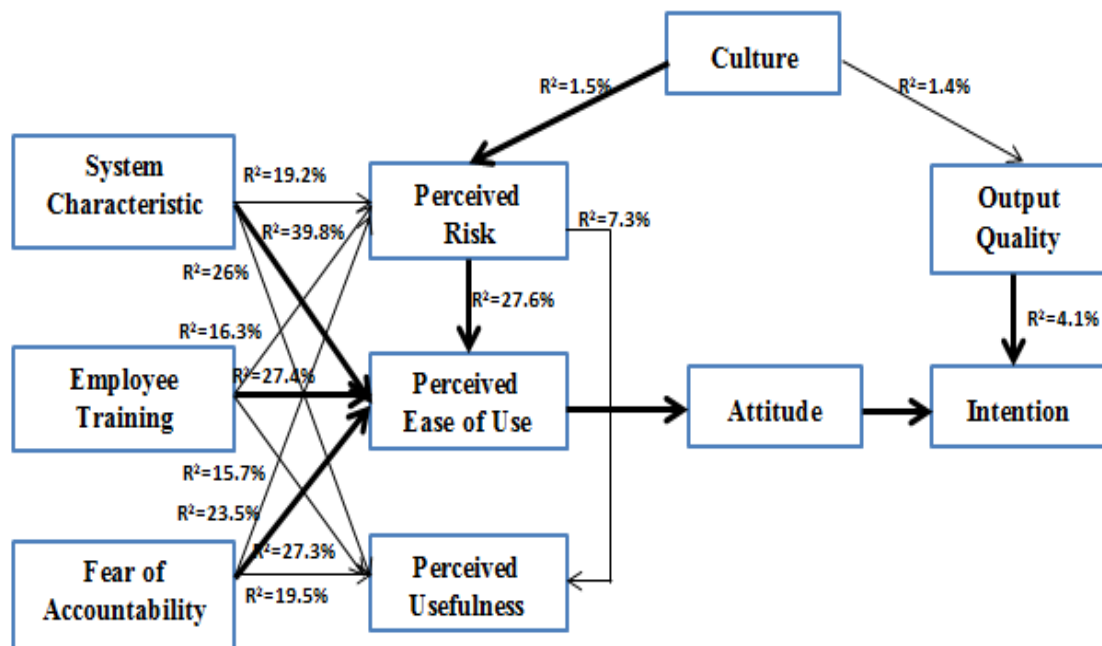 Culture
R²=1.5%
R²=1.4%
System
Characteristic
R²=19.2%
Perceived
Risk
R²=7.3%
Output
Quality
R²=39.8%
R²=26%
R²=27.6%
R²=4.1%
R²=16.3%
Employee
Training
R²=27.4%
Perceived
Ease of Use
Attitude
Intention
R²=15.7%
R²=23.5%
Fear of
Accountability
R²=27.3%
R²=19.5%
Perceived
Usefulness